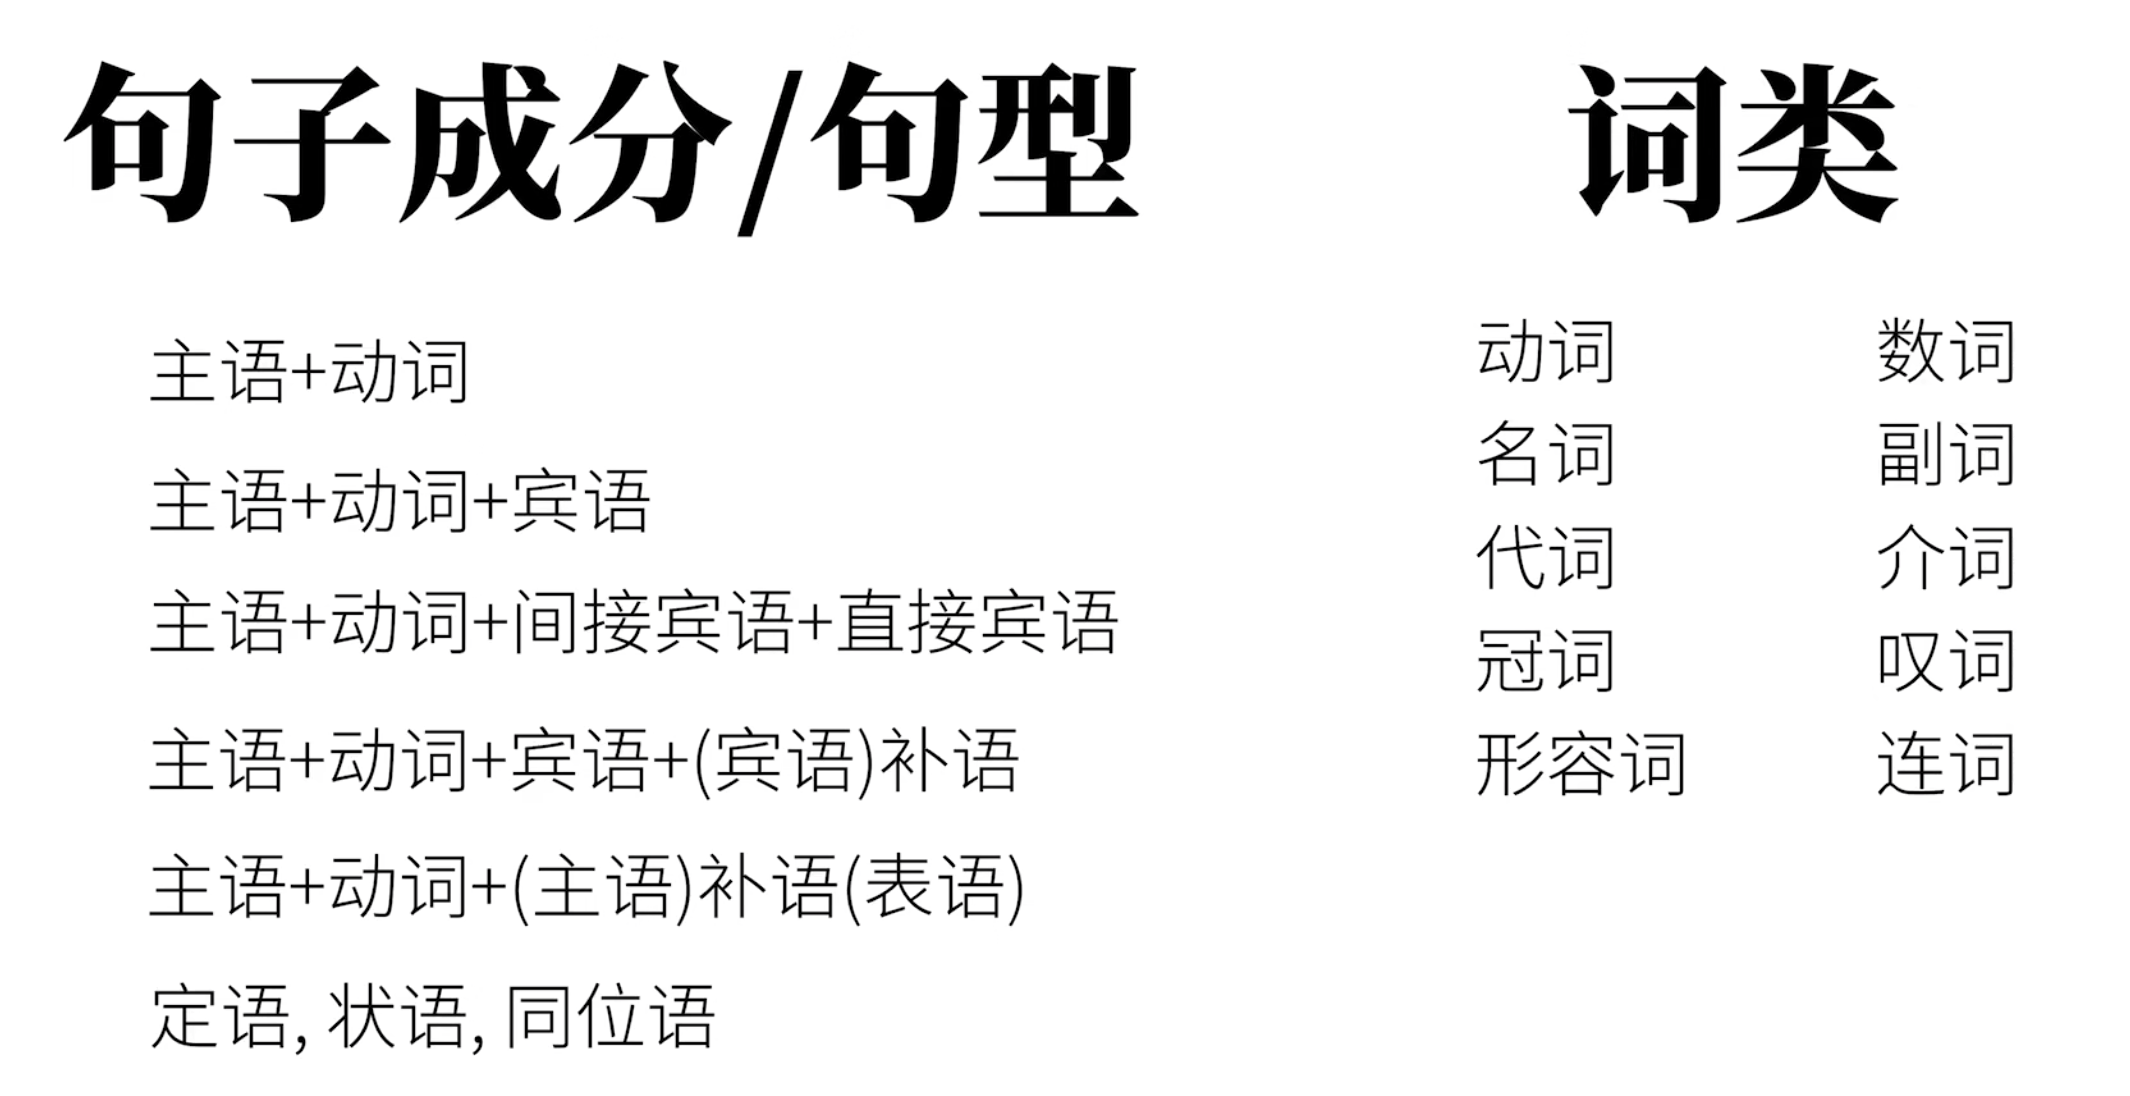 句子成分/句型
主语+动词
主语+动词+宾语
主语+动词+间接宾语+直接宾语
主语+动词+宾语+(宾语)补语
主语+动词+(主语)补语(表语)
定语, 状语, 同位语
词类
动词
名词
代词
冠词
形容词
数词
副词
介词
叹词
连词